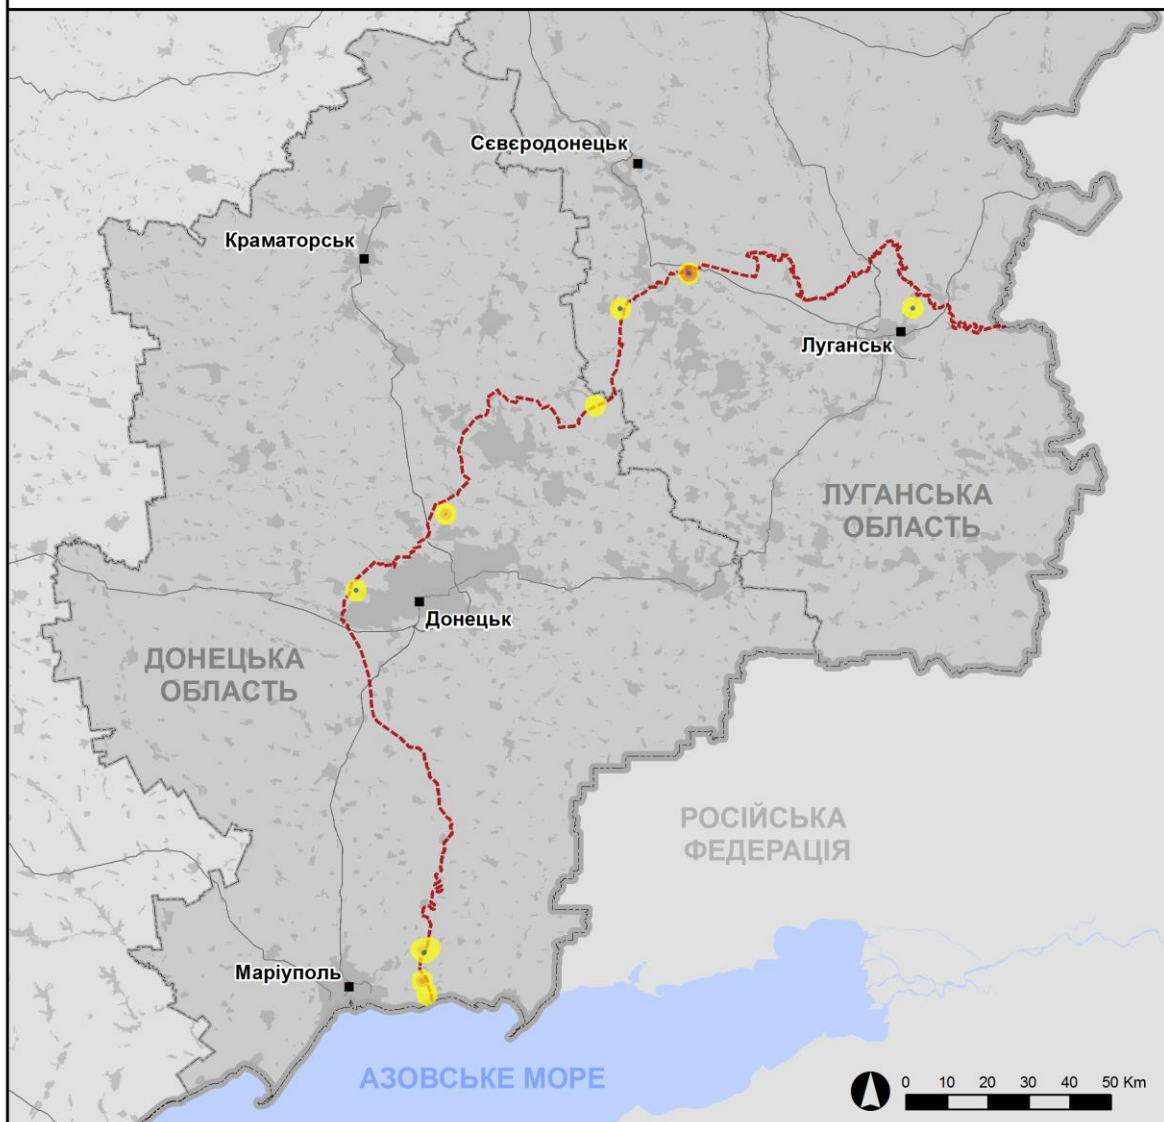 Сєвєродонецьк
Краматорськ
Луганськ
ЛУГАНСЬКА
ОБЛАСТЬ
Донецьк
ДОНЕЦЬКА
ОБЛАСТЬ
РОСІЙСЬКА
ФЕДЕРАЦІЯ
Маріуполь
АЗОВСЬКЕ МОРЕ
0 10 20 30 40 50 Km